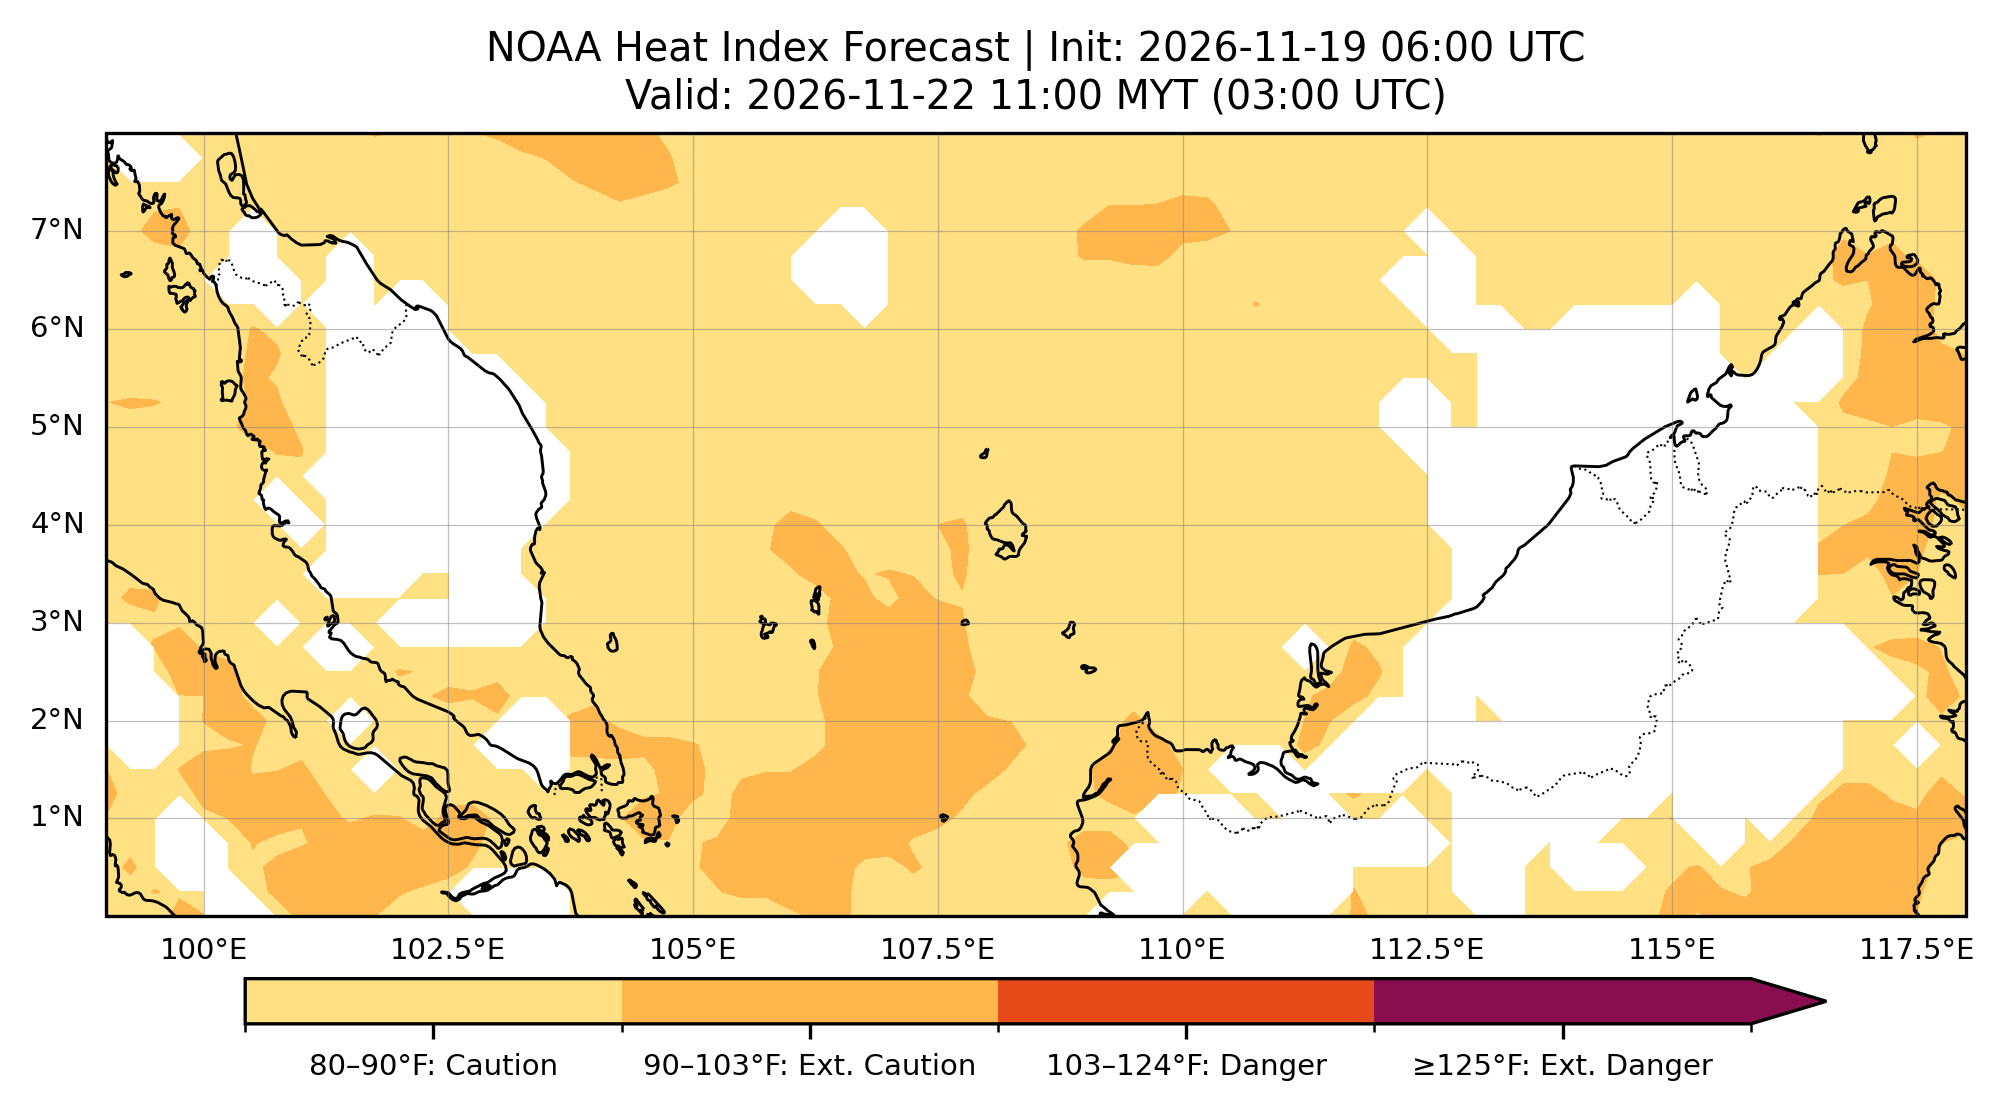 NOAA Heat Index Forecast | Init: 2026-11-19 06:00 UTC
Valid: 2026-11-22 11:00 MYT (03:00 UTC)
7°N
6°N
5°N
4°N
3°N
2°N
1°N
100°E 102.5°E 105°E 107.5°E 110°E 112.5°E 115°E 117.5°E
80–90°F: Caution 90–103°F: Ext. Caution 103–124°F: Danger ≥125°F: Ext. Danger